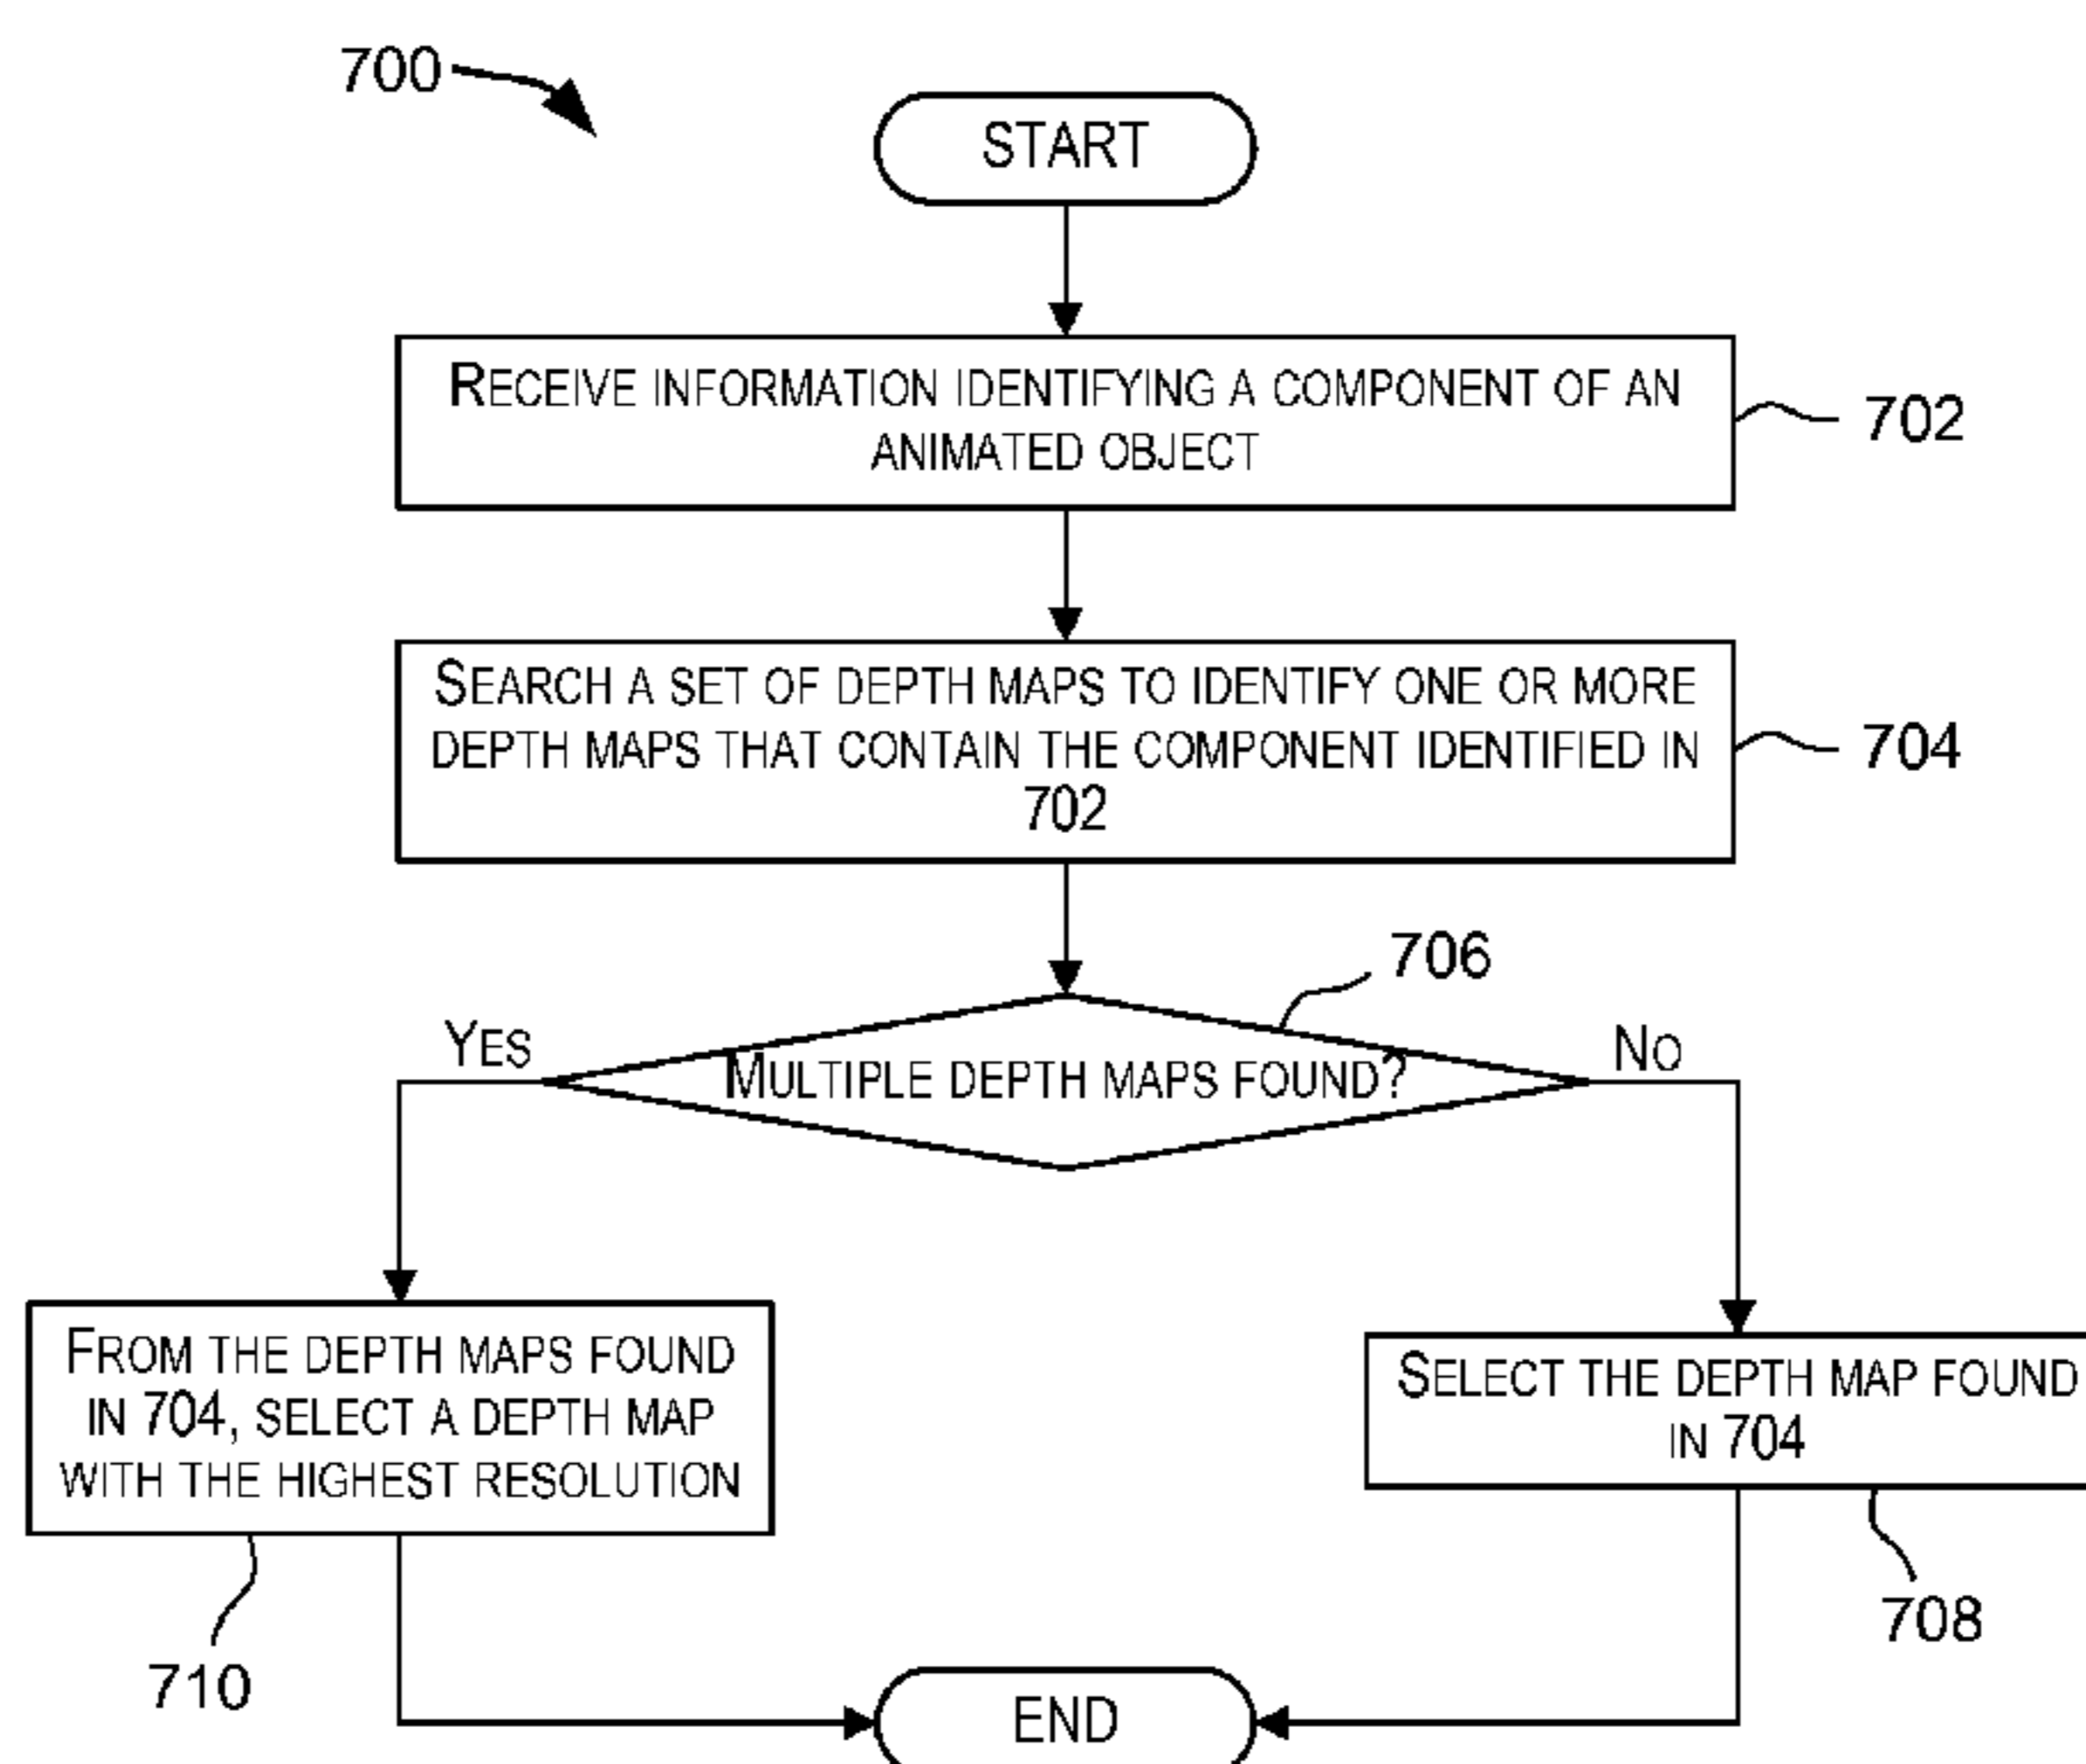 700
START
RECEIVE INFORMATION IDENTIFYING A COMPONENT OF AN
ANIMATED OBJECT
702
SEARCH A SET OF DEPTH MAPS TO IDENTIFY ONE OR MORE
DEPTH MAPS THAT CONTAIN THE COMPONENT IDENTIFIED IN
702
704
706
YES
MULTIPLE DEPTH MAPS FOUND?
NO
FROM THE DEPTH MAPS FOUND
IN 704, SELECT A DEPTH MAP
WITH THE HIGHEST RESOLUTION
710
SELECT THE DEPTH MAP FOUND
IN 704
708
END